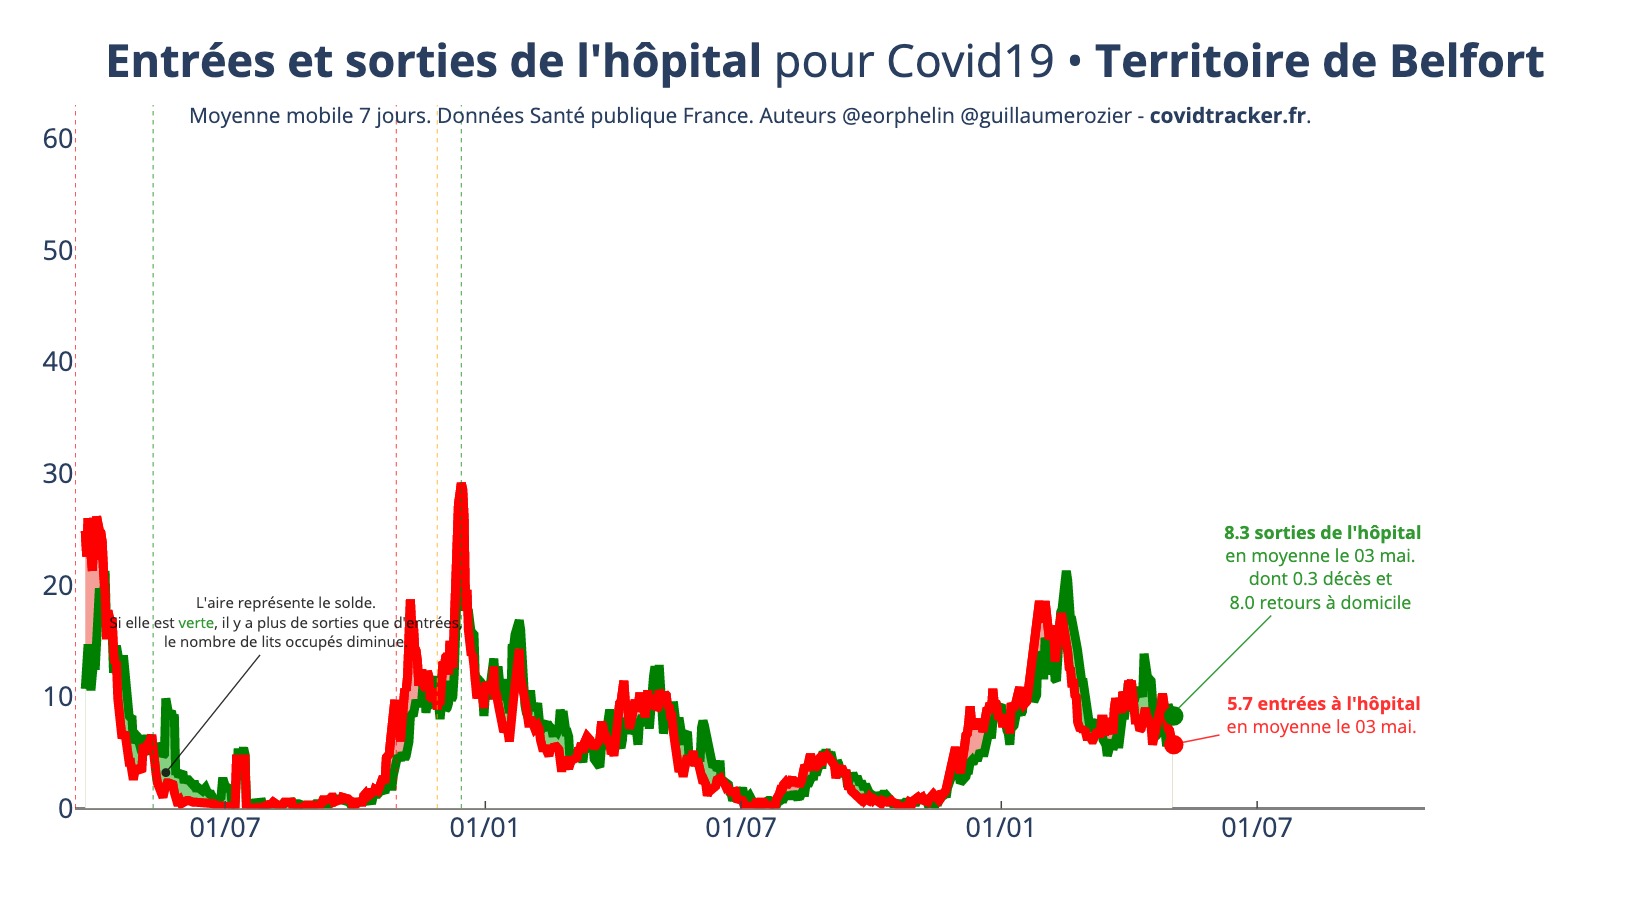 Entrées et sorties de l'hôpital pour Covid19 • Territoire de Belfort
Moyenne mobile 7 jours. Données Santé publique France. Auteurs @eorphelin @guillaumerozier - covidtracker.fr.
60
50
40
30
20
10
0
L'aire représente le solde.
Si elle est verte, il y a plus de sorties que d'entrées,
le nombre de lits occupés diminue.
8.3 sorties de l'hôpital
en moyenne le 03 mai.
dont 0.3 décès et
8.0 retours à domicile
5.7 entrées à l'hôpital
en moyenne le 03 mai.
01/07
01/01
01/07
01/01
01/07